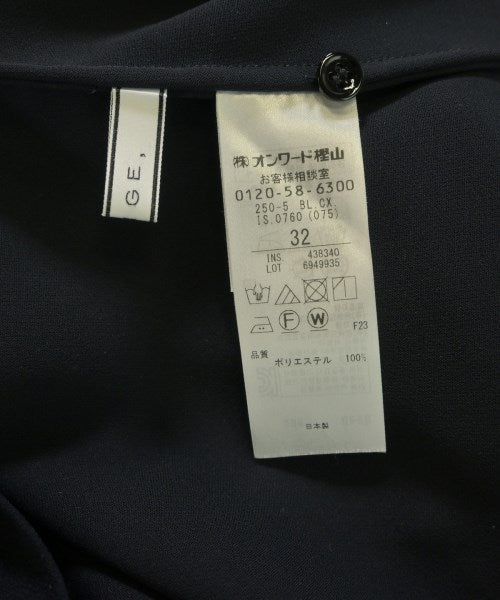 GE,
(株)オンワード樫山
お客様相談室
0120-58-6300
250-5 BL.CX.
IS.0760 (075)
32
INS. 438340
LOT 6949935
F W
F23
品質 ポリエステル 100%
日本製